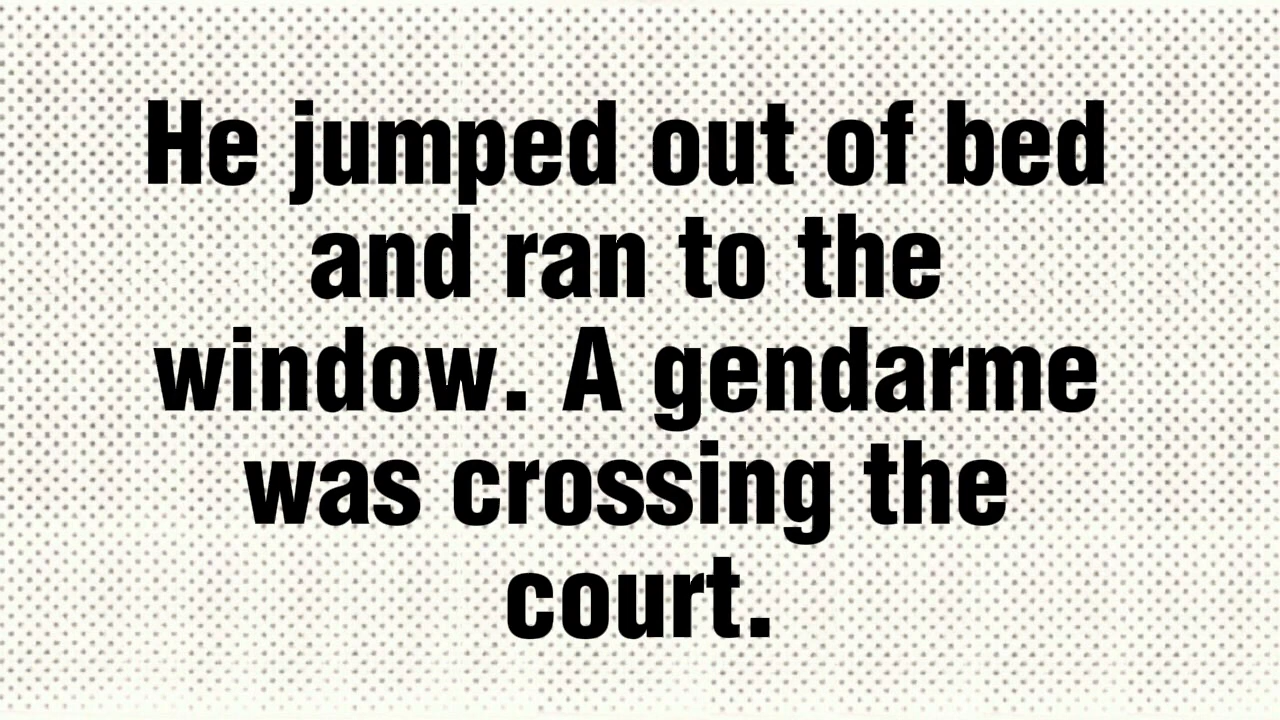 He jumped out of bed
and ran to the
window. A gendarme
was crossing the
court.